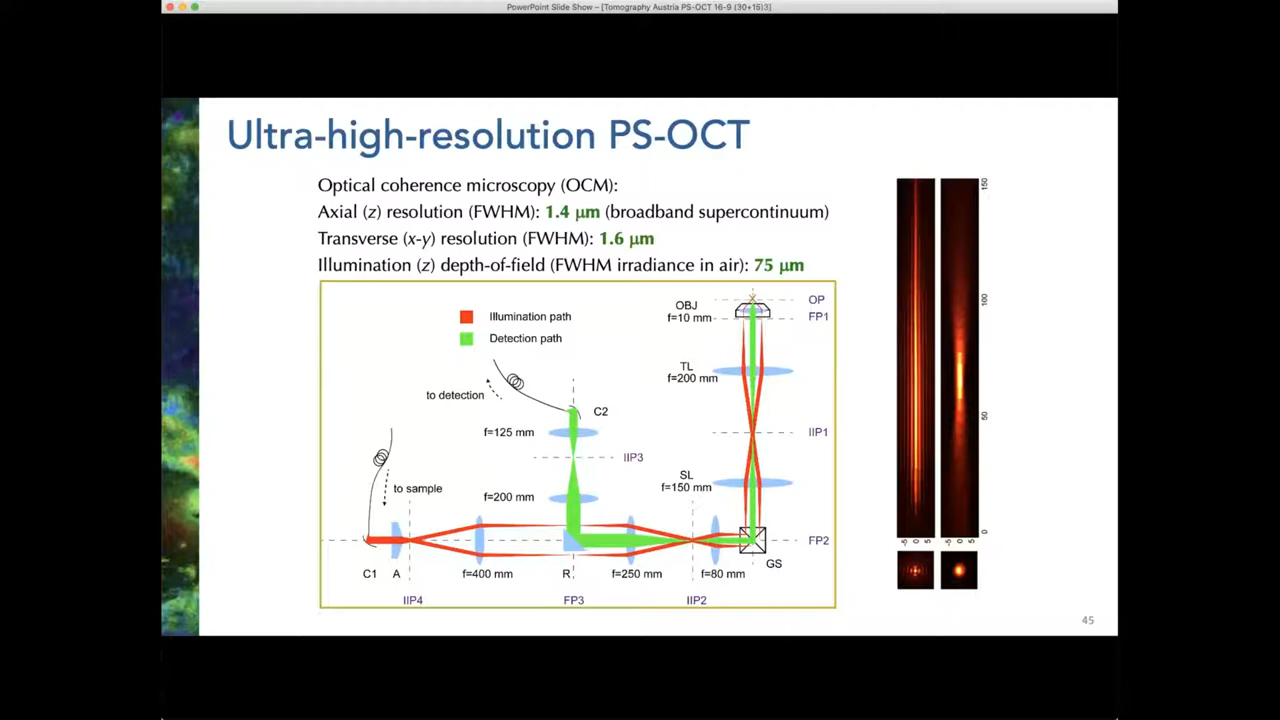 PowerPoint Slide Show – [Tomography Austria PS-OCT 16-9 (30+15)3]
Ultra-high-resolution PS-OCT
Optical coherence microscopy (OCM):
Axial (z) resolution (FWHM): 1.4 µm (broadband supercontinuum)
Transverse (x-y) resolution (FWHM): 1.6 µm
Illumination (z) depth-of-field (FWHM irradiance in air): 75 µm
Illumination path
Detection path
to detection
C2
f=125 mm
IIP3
f=200 mm
to sample
C1
A
f=400 mm
R
f=250 mm
f=80 mm
GS
IIP4
FP3
IIP2
OBJ
f=10 mm
OP
FP1
TL
f=200 mm
IIP1
SL
f=150 mm
FP2
150
100
50
0
-5 0 5
-5 0 5
45